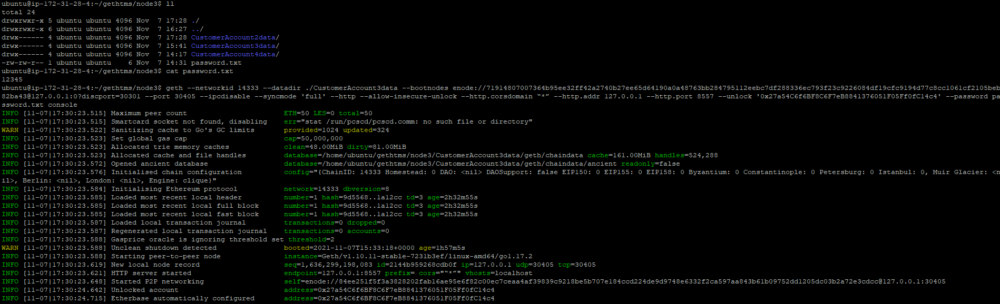 ubuntu@ip-172-31-28-4:~/gethtms/node3$ ll
total 24
drwxrwxr-x 5 ubuntu ubuntu 4096 Nov  7 17:28 ./
drwxrwxr-x 6 ubuntu ubuntu 4096 Nov  7 16:27 ../
drwx------ 4 ubuntu ubuntu 4096 Nov  7 17:28 CustomerAccount2data/
drwx------ 4 ubuntu ubuntu 4096 Nov  7 15:41 CustomerAccount3data/
drwx------ 4 ubuntu ubuntu 4096 Nov  7 14:17 CustomerAccount4data/
-rw-rw-r-- 1 ubuntu ubuntu    6 Nov  7 14:31 password.txt
ubuntu@ip-172-31-28-4:~/gethtms/node3$ cat password.txt
12345
ubuntu@ip-172-31-28-4:~/gethtms/node3$ geth --networkid 14333 --datadir ./CustomerAccount3data --bootnodes enode://71914807007364b95ee32ff42a2740b27ee65d64190a0a48763bb284795112eebc7df288336ec793f23c9226084df19cfc9194d77c8cc1061cf2105beb
82ba43@127.0.0.1:0?discport=30301 --port 30405 --ipcdisable --syncmode 'full' --http --allow-insecure-unlock --http.corsdomain “*” --http.addr 127.0.0.1 --http.port 8557 --unlock '0x27a54C6f6BF8C6F7eB8841376051F05Ff0fC14c4' --password pa
ssword.txt console
INFO [11-07|17:30:23.515] Maximum peer count                       ETH=50 LES=0 total=50
INFO [11-07|17:30:23.515] Smartcard socket not found, disabling    err="stat /run/pcscd/pcscd.comm: no such file or directory"
WARN [11-07|17:30:23.522] Sanitizing cache to Go's GC limits       provided=1024 updated=324
INFO [11-07|17:30:23.523] Set global gas cap                       cap=50,000,000
INFO [11-07|17:30:23.523] Allocated trie memory caches             clean=48.00MiB dirty=81.00MiB
INFO [11-07|17:30:23.523] Allocated cache and file handles         database=/home/ubuntu/gethtms/node3/CustomerAccount3data/geth/chaindata cache=161.00MiB handles=524,288
INFO [11-07|17:30:23.572] Opened ancient database                  database=/home/ubuntu/gethtms/node3/CustomerAccount3data/geth/chaindata/ancient readonly=false
INFO [11-07|17:30:23.576] Initialised chain configuration          config="{ChainID: 14333 Homestead: 0 DAO: <nil> DAOSupport: false EIP150: 0 EIP155: 0 EIP158: 0 Byzantium: 0 Constantinople: 0 Petersburg: 0 Istanbul: 0, Muir Glacier: <n
il>, Berlin: <nil>, London: <nil>, Engine: clique}"
INFO [11-07|17:30:23.584] Initialising Ethereum protocol           network=14333 dbversion=8
INFO [11-07|17:30:23.585] Loaded most recent local header          number=1 hash=9d5568..1a12cc td=3 age=2h32m55s
INFO [11-07|17:30:23.585] Loaded most recent local full block      number=1 hash=9d5568..1a12cc td=3 age=2h32m55s
INFO [11-07|17:30:23.585] Loaded most recent local fast block      number=1 hash=9d5568..1a12cc td=3 age=2h32m55s
INFO [11-07|17:30:23.587] Loaded local transaction journal         transactions=0 dropped=0
INFO [11-07|17:30:23.587] Regenerated local transaction journal    transactions=0 accounts=0
INFO [11-07|17:30:23.588] Gasprice oracle is ignoring threshold set threshold=2
WARN [11-07|17:30:23.588] Unclean shutdown detected                booted=2021-11-07T15:33:18+0000 age=1h57m5s
INFO [11-07|17:30:23.588] Starting peer-to-peer node               instance=Geth/v1.10.11-stable-7231b3ef/linux-amd64/go1.17.2
INFO [11-07|17:30:23.619] New local node record                    seq=1,636,299,198,083 id=2144b959268cdb0f ip=127.0.0.1 udp=30405 tcp=30405
INFO [11-07|17:30:23.621] HTTP server started                      endpoint=127.0.0.1:8557 prefix= cors="“*”" vhosts=localhost
INFO [11-07|17:30:23.648] Started P2P networking                   self=enode://84ee251f5f3a3828202fab16ae95e6f82c00ec7ceaa4af39839c9218be5b707e184ccd224de9d9748e6332f2ca597aa843b61b09752dd1205dc03b2a72e3cdcc@127.0.0.1:30405
INFO [11-07|17:30:24.642] Unlocked account                         address=0x27a54C6f6BF8C6F7eB8841376051F05Ff0fC14c4
INFO [11-07|17:30:24.715] Etherbase automatically configured       address=0x27a54C6f6BF8C6F7eB8841376051F05Ff0fC14c4